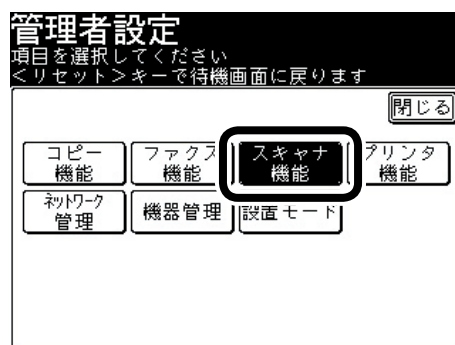 管理者設定
項目を選択してください
＜リセット＞キーで待機画面に戻ります
閉じる
コピー機能
ファクス機能
スキャナ機能
プリンタ機能
ネットワーク管理
機器管理
設置モード